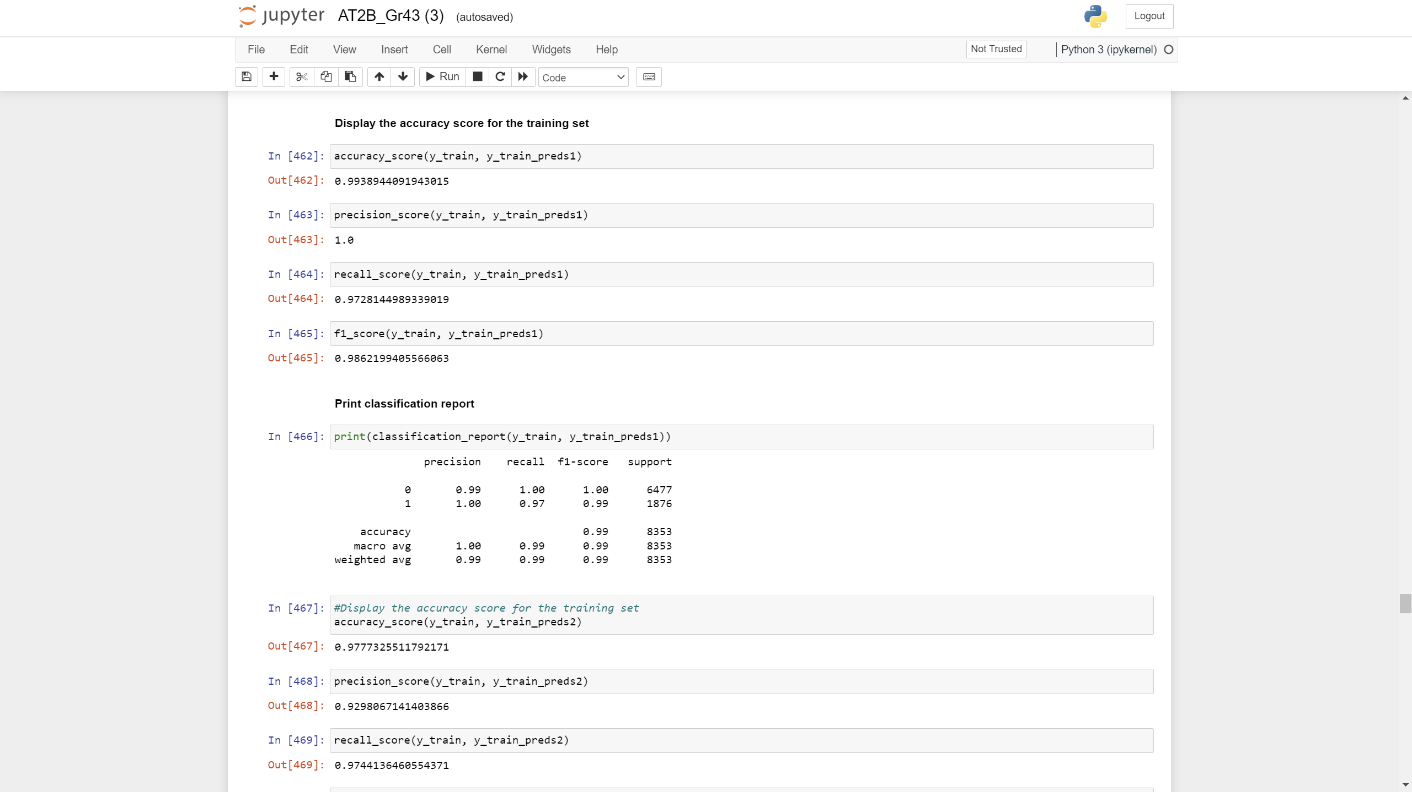 jupyter AT2B_Gr43 (3) (autosaved) Logout
File Edit View Insert Cell Kernel Widgets Help Not Trusted Python 3 (ipykernel)
Run Code
Display the accuracy score for the training set
In [462]: accuracy_score(y_train, y_train_preds1)
Out[462]: 0.9938944091943015
In [463]: precision_score(y_train, y_train_preds1)
Out[463]: 1.0
In [464]: recall_score(y_train, y_train_preds1)
Out[464]: 0.9728144989339019
In [465]: f1_score(y_train, y_train_preds1)
Out[465]: 0.9862199405566063
Print classification report
In [466]: print(classification_report(y_train, y_train_preds1))
precision recall f1-score support
0 0.99 1.00 1.00 6477
1 1.00 0.97 0.99 1876
accuracy 0.99 8353
macro avg 1.00 0.99 0.99 8353
weighted avg 0.99 0.99 0.99 8353
In [467]: #Display the accuracy score for the training set
accuracy_score(y_train, y_train_preds2)
Out[467]: 0.9777325511792171
In [468]: precision_score(y_train, y_train_preds2)
Out[468]: 0.9298067141403866
In [469]: recall_score(y_train, y_train_preds2)
Out[469]: 0.9744136460554371